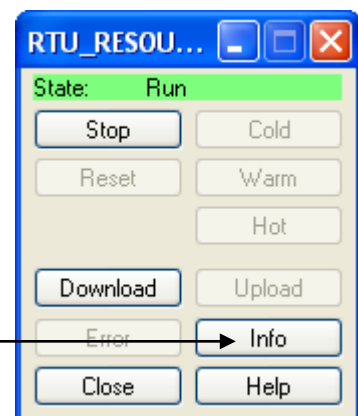 RTU_RESOU...
State: Run
Stop Cold
Reset Warm
Hot
Download Upload
Error Info
Close Help